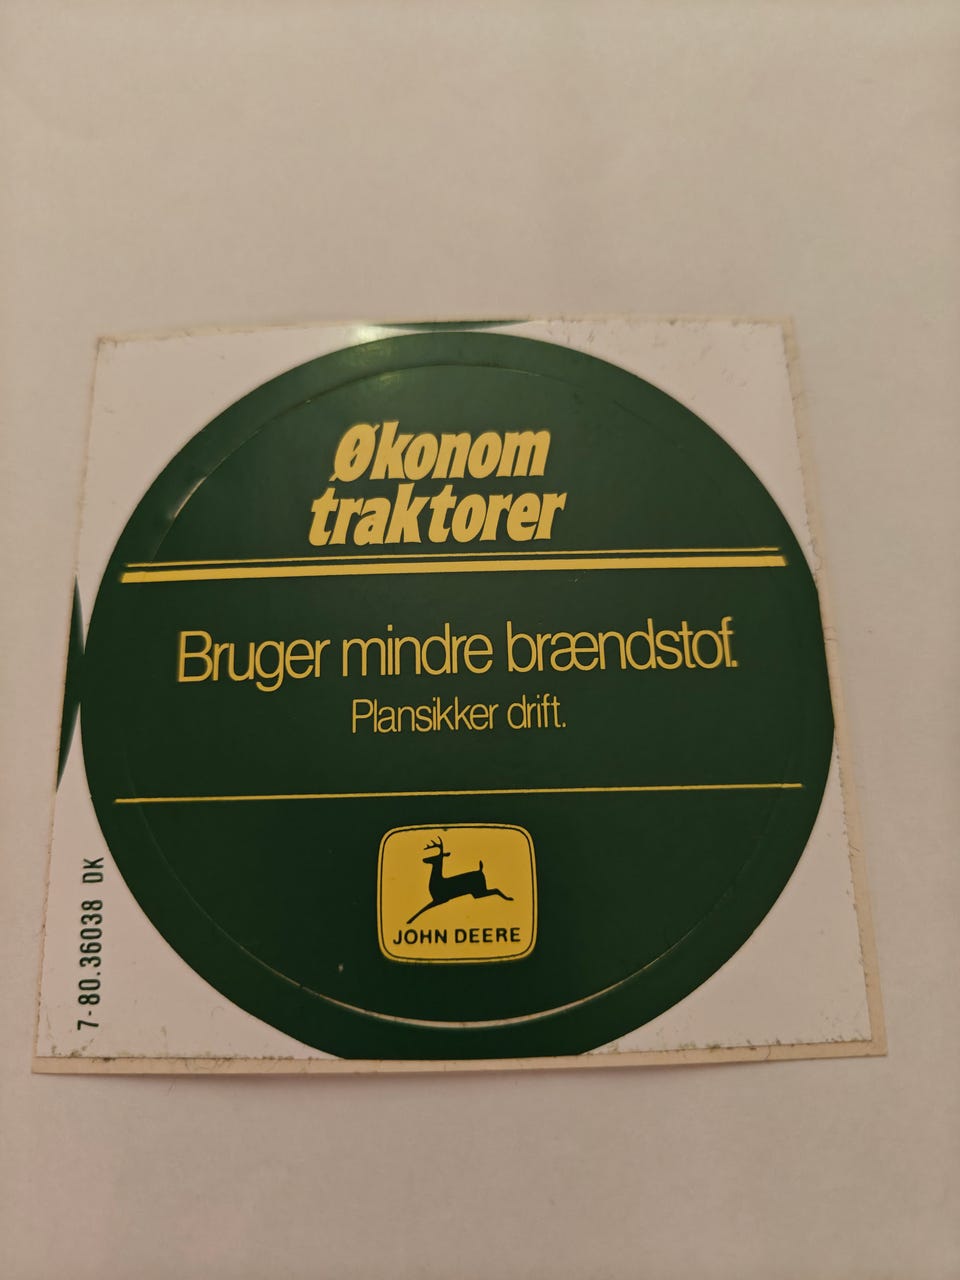 Økonom
traktorer
Bruger mindre brændstof.
Plansikker drift.
JOHN DEERE
7-80.36038 DK